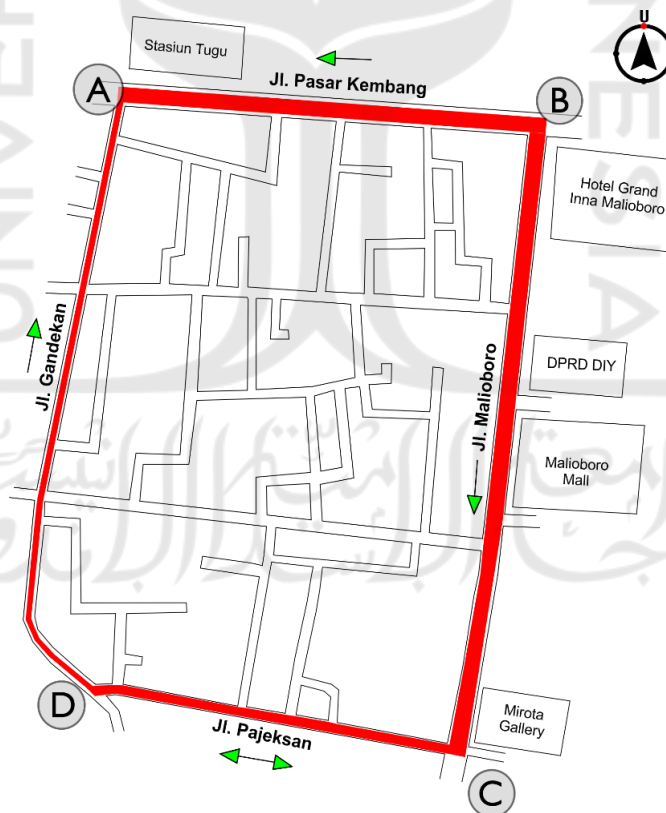 U
Stasiun Tugu
Jl. Pasar Kembang
A
B
Hotel Grand
Inna Malioboro
Jl. Gandekan
Jl. Malioboro
DPRD DIY
Malioboro
Mall
D
Jl. Pajeksan
Mirota
Gallery
C